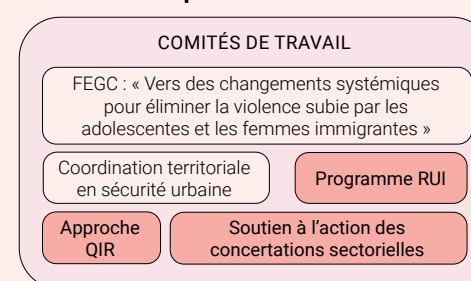 COMITÉS DE TRAVAIL
FEGC : « Vers des changements systémiques
pour éliminer la violence subie par les
adolescentes et les femmes immigrantes »
Coordination territoriale
en sécurité urbaine
Programme RUI
Approche
QIR
Soutien à l’action des
concertations sectorielles